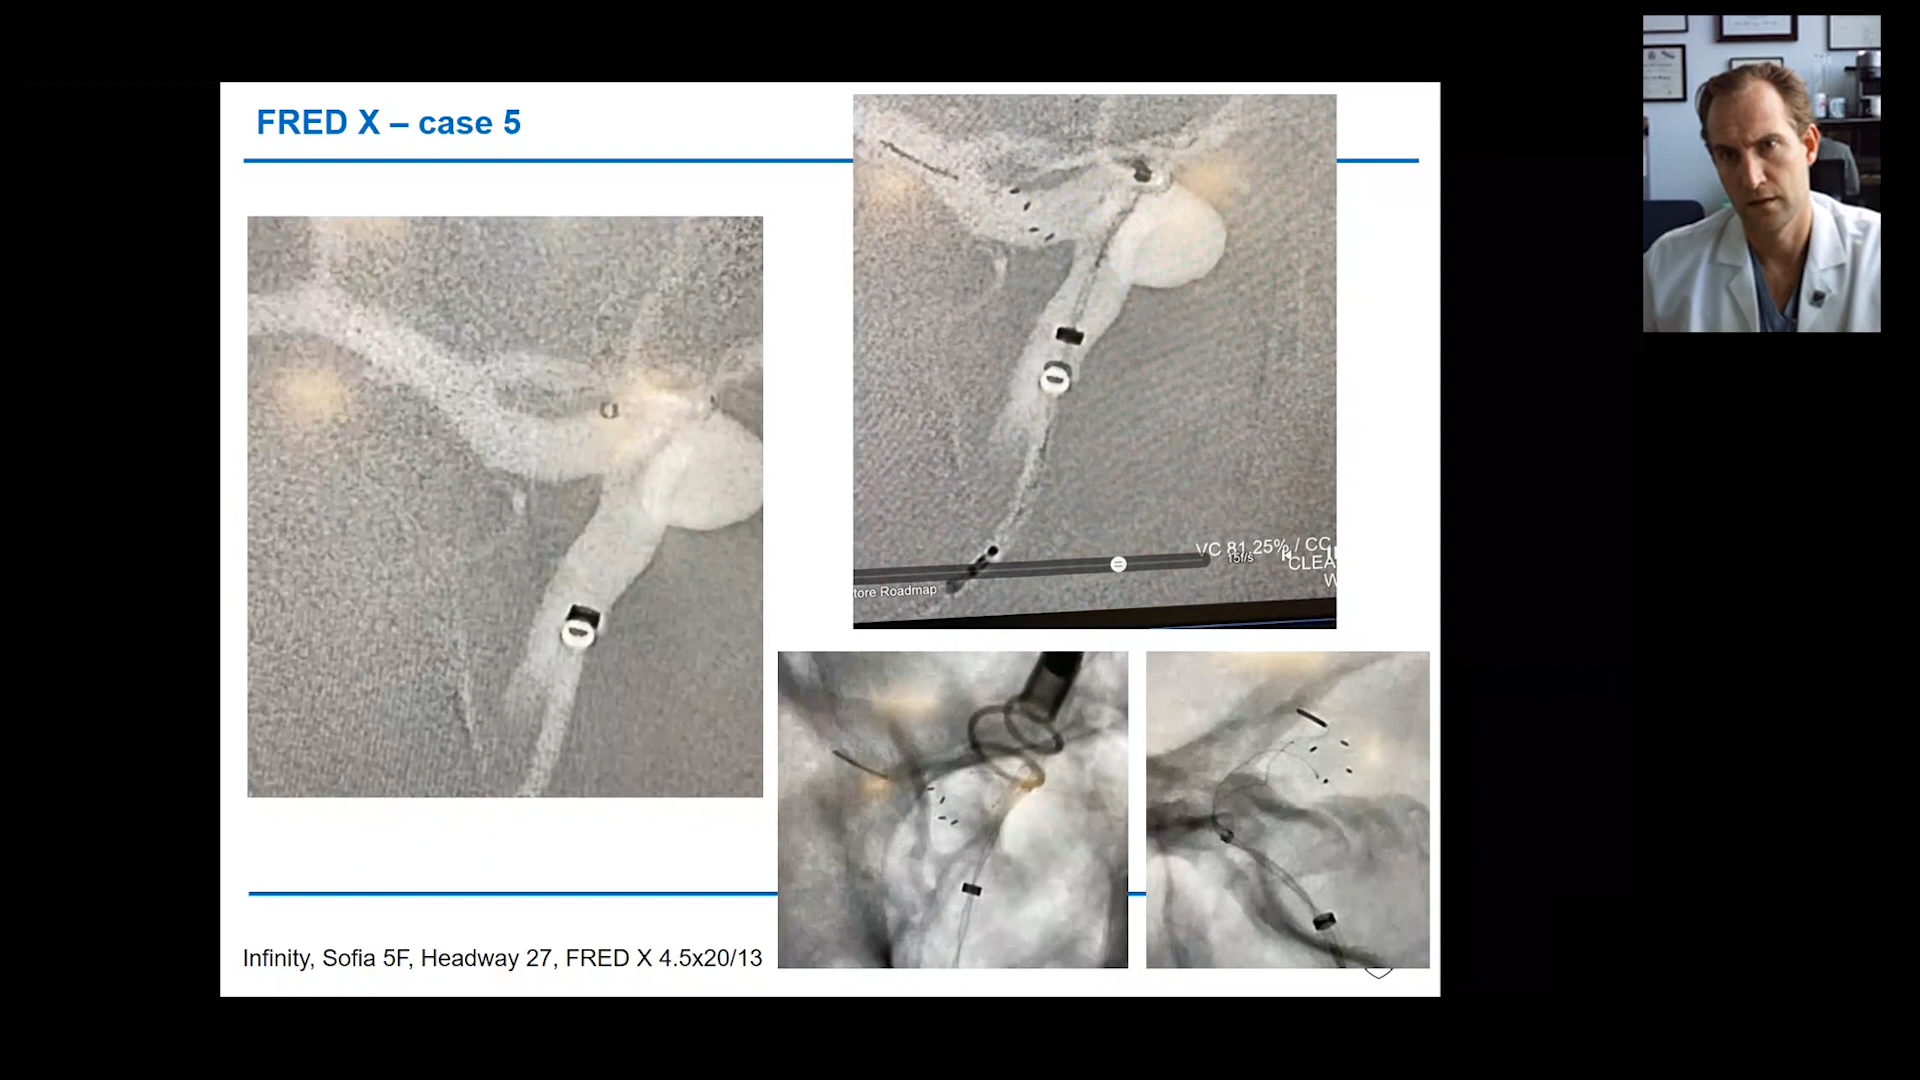 FRED X – case 5
VC 81.25% / CC
15f/s
CLEA
W
tore Roadmap
Infinity, Sofia 5F, Headway 27, FRED X 4.5x20/13